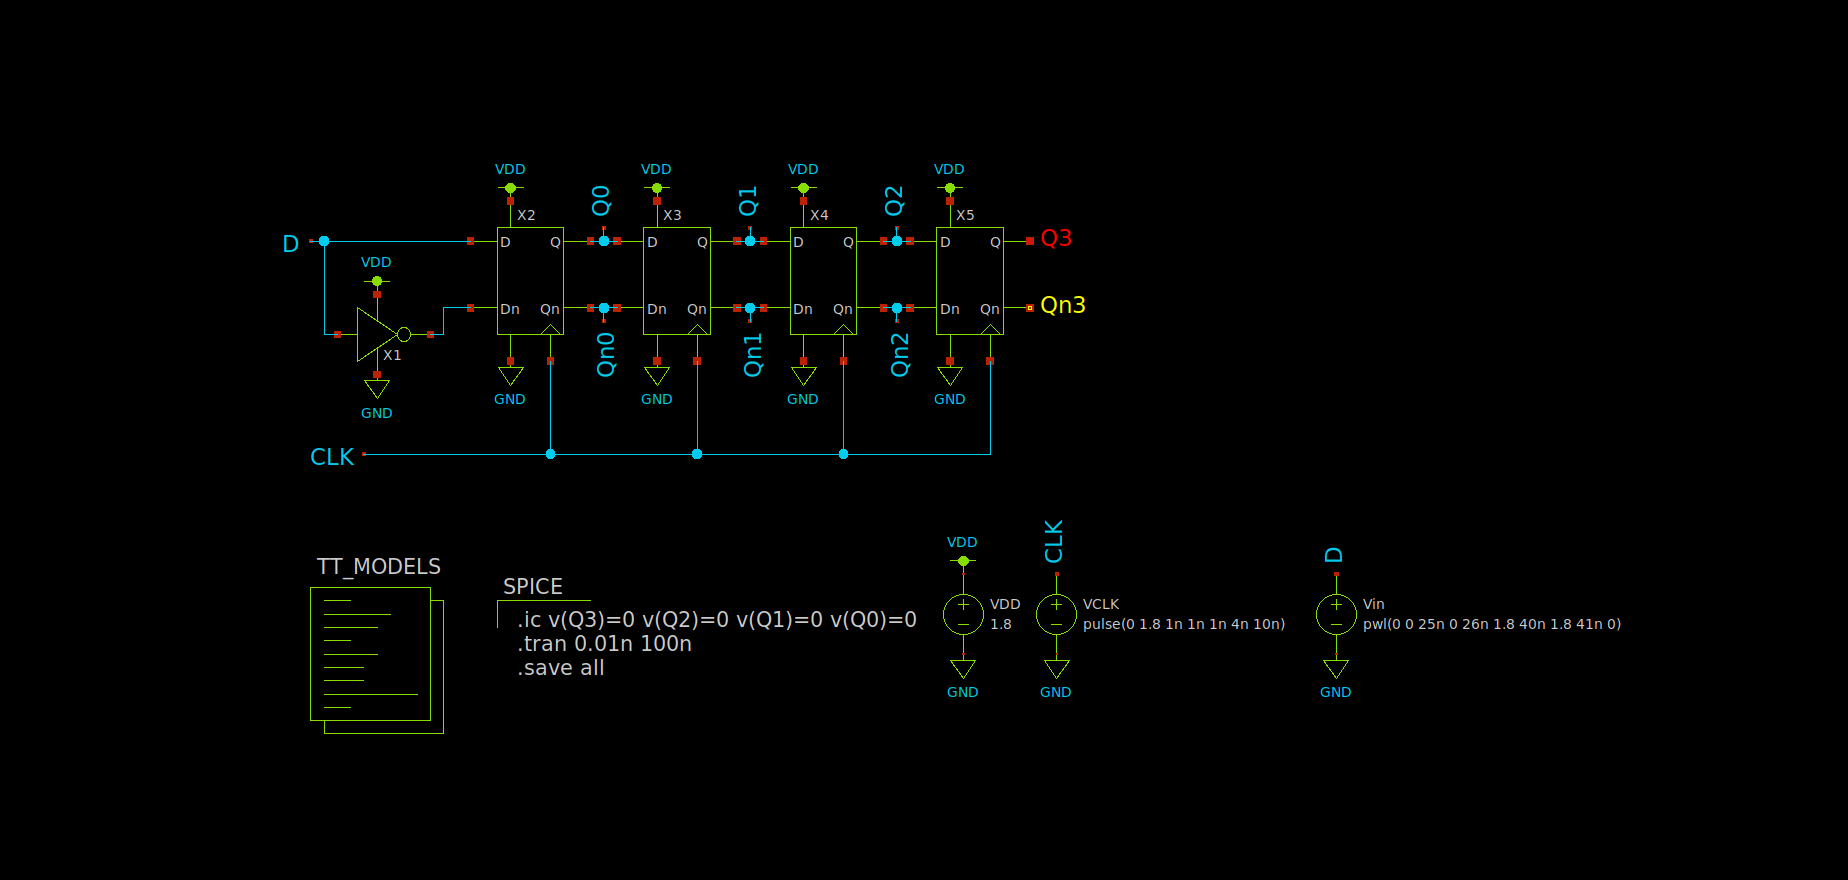 VDD
VDD
VDD
VDD
Q0
Q1
Q2
X2
X3
X4
X5
D
D
Q
D
Q
D
Q
D
Q
Q3
VDD
Dn
Qn
Dn
Qn
Dn
Qn
Dn
Qn
Qn3
X1
Qn0
Qn1
Qn2
GND
GND
GND
GND
GND
CLK
VDD
CLK
D
TT_MODELS
SPICE
.ic v(Q3)=0 v(Q2)=0 v(Q1)=0 v(Q0)=0
.tran 0.01n 100n
.save all
VDD
1.8
VCLK
pulse(0 1.8 1n 1n 1n 4n 10n)
Vin
pwl(0 0 25n 0 26n 1.8 40n 1.8 41n 0)
GND
GND
GND